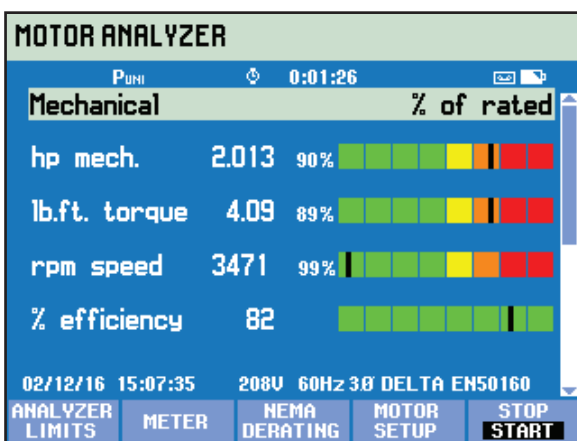 MOTOR ANALYZER
PUNI 0:01:26
Mechanical % of rated
hp mech. 2.013 90%
lb.ft. torque 4.09 89%
rpm speed 3471 99%
% efficiency 82
02/12/16 15:07:35 208V 60Hz 3Ø DELTA EN50160
ANALYZER LIMITS METER NEMA DERATING MOTOR SETUP STOP START